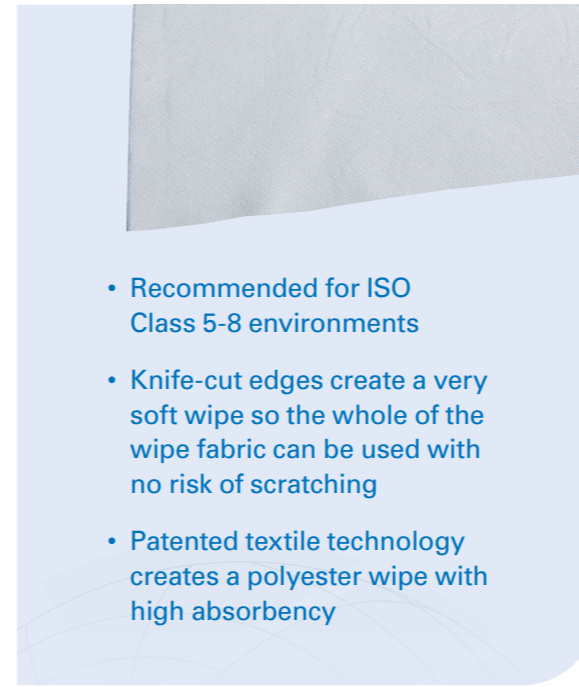 • Recommended for ISO
Class 5-8 environments
• Knife-cut edges create a very
soft wipe so the whole of the
wipe fabric can be used with
no risk of scratching
• Patented textile technology
creates a polyester wipe with
high absorbency